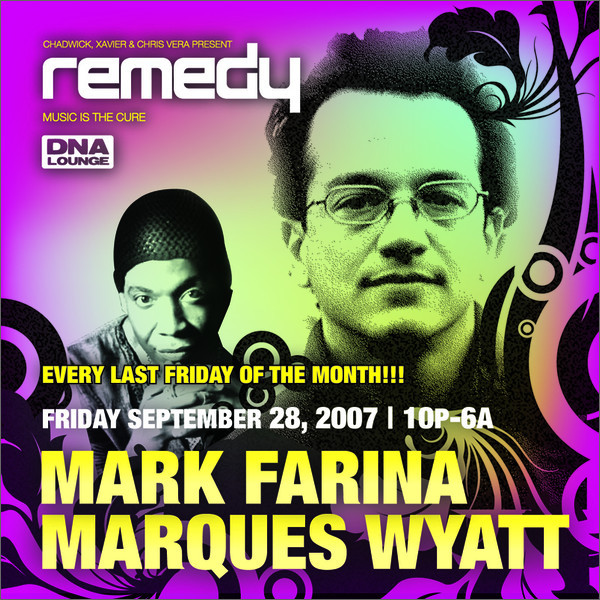 CHADWICK, XAVIER & CHRIS VERA PRESENT
remedy
MUSIC IS THE CURE
DNA
LOUNGE
EVERY LAST FRIDAY OF THE MONTH!!!
FRIDAY SEPTEMBER 28, 2007 | 10P-6A
MARK FARINA
MARQUES WYATT